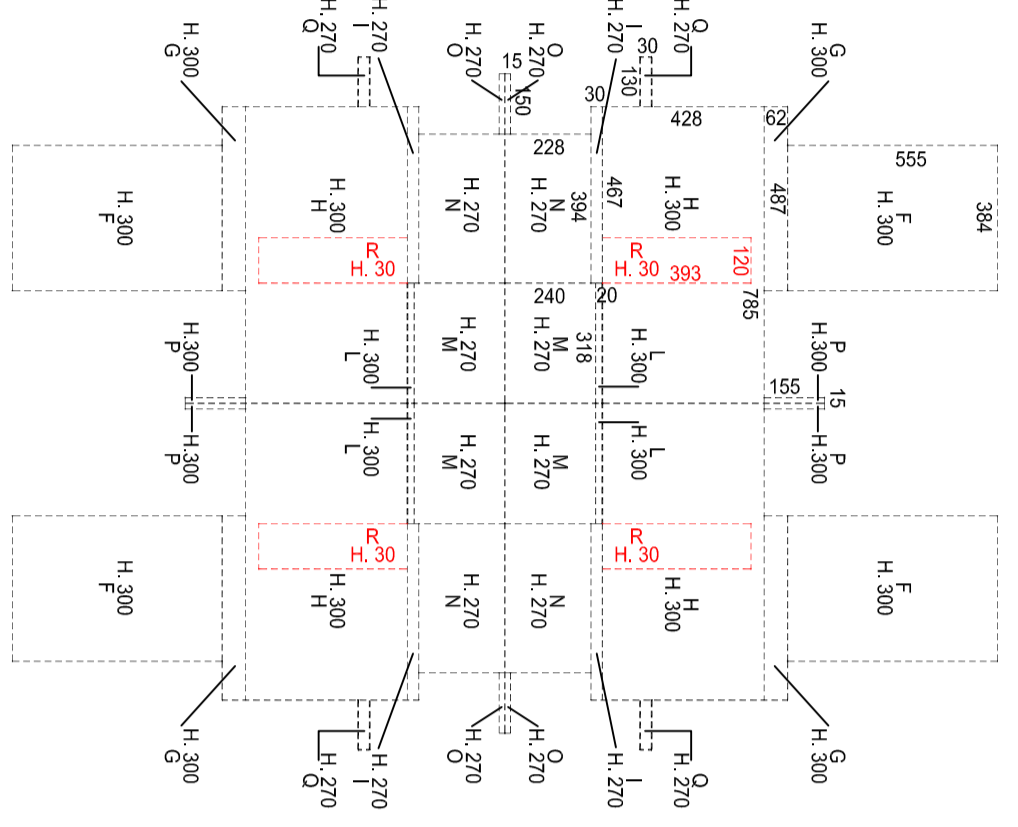 H. 300
G
H. 270
Q
H. 270
I
H. 270
O
15
O
H. 270
150
I
H. 270
30
30
130
Q
H. 270
G
H. 300
428
62
228
555
H. 300
F
H. 300
H
H. 270
N
N
H. 270
394
467
H
H. 300
487
F
H. 300
384
R
H. 30
R
H. 30
393
120
240
20
785
H.300
P
H. 300
L
H. 270
M
M
H. 270
318
L
H. 300
P
H.300
155
15
H.300
P
H. 300
L
H. 270
M
M
H. 270
L
H. 300
P
H.300
R
H. 30
R
H. 30
H. 300
F
H. 300
H
H. 270
N
N
H. 270
H
H. 300
F
H. 300
H. 300
G
H. 270
Q
H. 270
I
H. 270
O
O
H. 270
I
H. 270
Q
H. 270
G
H. 300